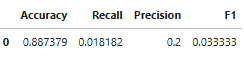 Accuracy Recall Precision F1
0 0.887379 0.018182 0.2 0.033333